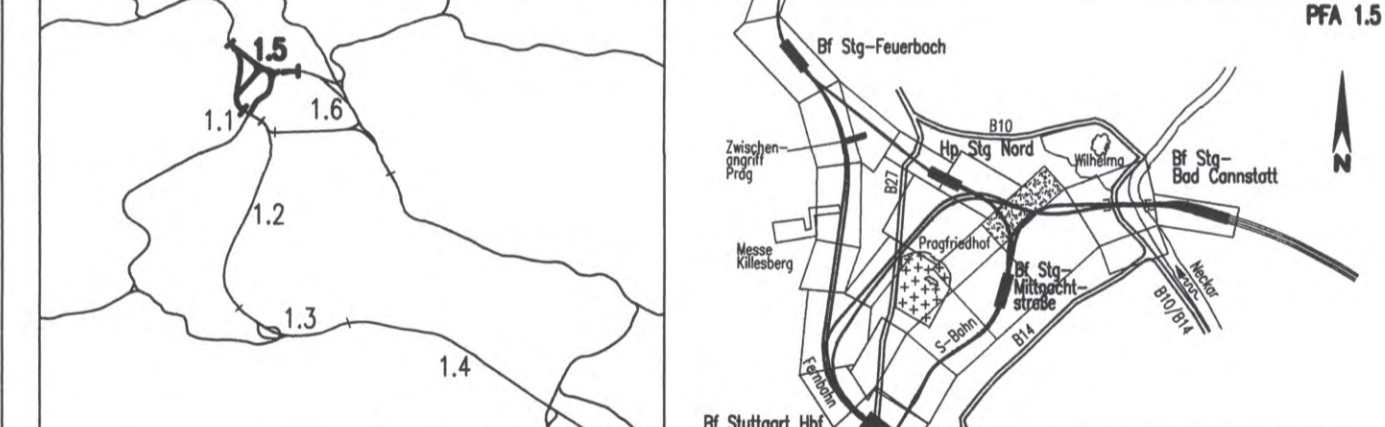 1.5
1.6
1.1
1.2
1.3
1.4
PFA 1.5
Bf Stg-Feuerbach
N
B10
Zwischen-
angriff
Prag
Hp Stg Nord
Wilhelma
Bf Stg-
Bad Cannstatt
B27
Messe
Killesberg
Pragfriedhof
Bf Stg-
Mittnacht-
straße
Neckar
B10/B14
S-Bahn
B14
Fernbahn
Bf Stuttgart Hbf